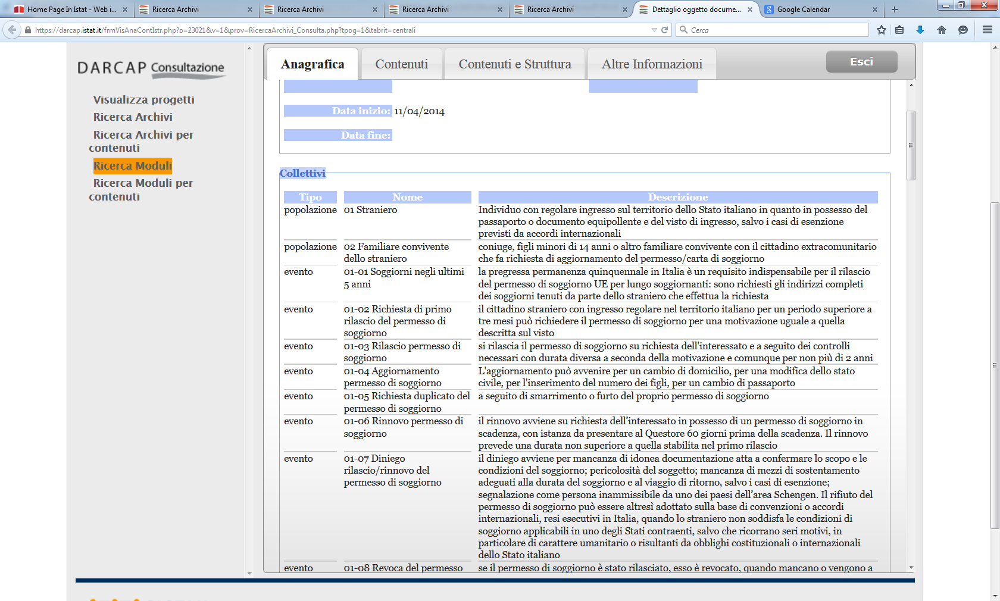 Home Page In Istat - Web i...
Ricerca Archivi
Ricerca Archivi
Ricerca Archivi
Ricerca Archivi
Dettaglio oggetto docume...
Google Calendar
https://darcap.istat.it/frmVisAnaContIstr.php?o=23021&v=1&prov=RicercaArchivi_Consulta.php?tpog=1&tabrit=centrali
Cerca
DARCAP Consultazione
Visualizza progetti
Ricerca Archivi
Ricerca Archivi per
contenuti
Ricerca Moduli
Ricerca Moduli per
contenuti
Anagrafica
Contenuti
Contenuti e Struttura
Altre Informazioni
Esci
Data inizio: 11/04/2014
Data fine:
Collettivi
Tipo Nome Descrizione
popolazione 01 Straniero Individuo con regolare ingresso sul territorio dello Stato italiano in quanto in possesso del
passaporto o documento equipollente e del visto di ingresso, salvo i casi di esenzione
previsti da accordi internazionali
popolazione 02 Familiare convivente coniuge, figli minori di 14 anni o altro familiare convivente con il cittadino extracomunitario
dello straniero che fa richiesta di aggiornamento del permesso/carta di soggiorno
evento 01-01 Soggiorni negli ultimi la pregressa permanenza quinquennale in Italia è un requisito indispensabile per il rilascio
5 anni del permesso di soggiorno UE per lungo soggiornanti: sono richiesti gli indirizzi completi
dei soggiorni tenuti da parte dello straniero che effettua la richiesta
evento 01-02 Richiesta di primo il cittadino straniero con ingresso regolare nel territorio italiano per un periodo superiore a
rilascio del permesso di tre mesi può richiedere il permesso di soggiorno per una motivazione uguale a quella
soggiorno descritta sul visto
evento 01-03 Rilascio permesso di si rilascia il permesso di soggiorno su richiesta dell'interessato e a seguito dei controlli
soggiorno necessari con durata diversa a seconda della motivazione e comunque per non più di 2 anni
evento 01-04 Aggiornamento L'aggiornamento può avvenire per un cambio di domicilio, per una modifica dello stato
permesso di soggiorno civile, per l'inserimento del numero dei figli, per un cambio di passaporto
evento 01-05 Richiesta duplicato del a seguito di smarrimento o furto del proprio permesso di soggiorno
permesso di soggiorno
evento 01-06 Rinnovo permesso di il rinnovo avviene su richiesta dell’interessato in possesso di un permesso di soggiorno in
soggiorno scadenza, con istanza da presentare al Questore 60 giorni prima della scadenza. Il rinnovo
prevede una durata non superiore a quella stabilita nel primo rilascio
evento 01-07 Diniego il diniego avviene per mancanza di idonea documentazione atta a confermare lo scopo e le
rilascio/rinnovo del condizioni del soggiorno; pericolosità del soggetto; mancanza di mezzi di sostentamento
permesso di soggiorno adeguati alla durata del soggiorno e al viaggio di ritorno, salvo i casi di esenzione;
segnalazione come persona inammissibile da uno dei paesi dell’area Schengen. Il rifiuto del
permesso di soggiorno può essere altresì adottato sulla base di convenzioni o accordi
internazionali, resi esecutivi in Italia, quando lo straniero non soddisfa le condizioni di
soggiorno applicabili in uno degli Stati contraenti, salvo che ricorrano seri motivi, in
particolare di carattere umanitario o risultanti da obblighi costituzionali o internazionali
dello Stato italiano
evento 01-08 Revoca del permesso se il permesso di soggiorno è stato rilasciato, esso è revocato, quando mancano o vengono a